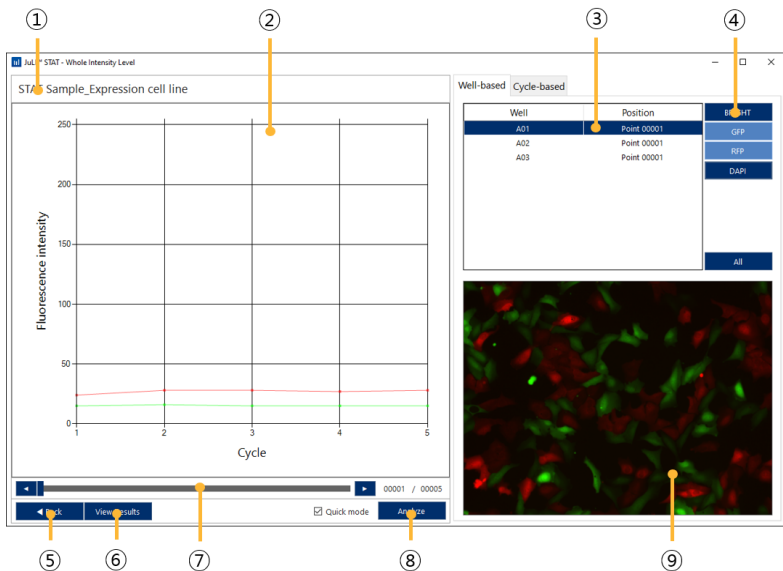 ① ② ③ ④
JuLI™ STAT - Whole Intensity Level
STAT Sample_Expression cell line
Well-based Cycle-based
Well Position
A01 Point 00001
A02 Point 00001
A03 Point 00001
BRIGHT
GFP
RFP
DAPI
All
Fluorescence intensity
250
200
150
100
50
0
1 2 3 4 5
Cycle
00001 / 00005
Back View Results Quick mode Analyze
⑤ ⑥ ⑦ ⑧ ⑨